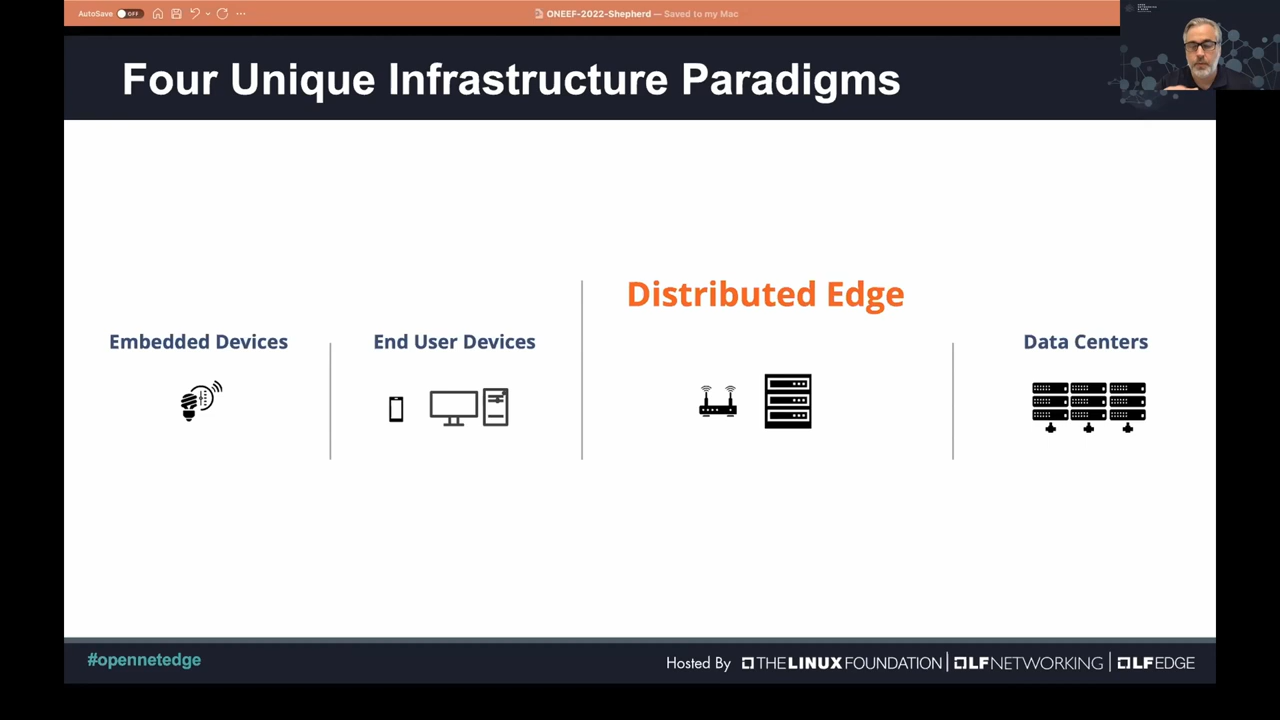 AutoSave OFF
ONEEF-2022-Shepherd — Saved to my Mac
Four Unique Infrastructure Paradigms
Distributed Edge
Embedded Devices
End User Devices
Data Centers
#opennetedge
Hosted By THE LINUX FOUNDATION | LF NETWORKING | LF EDGE